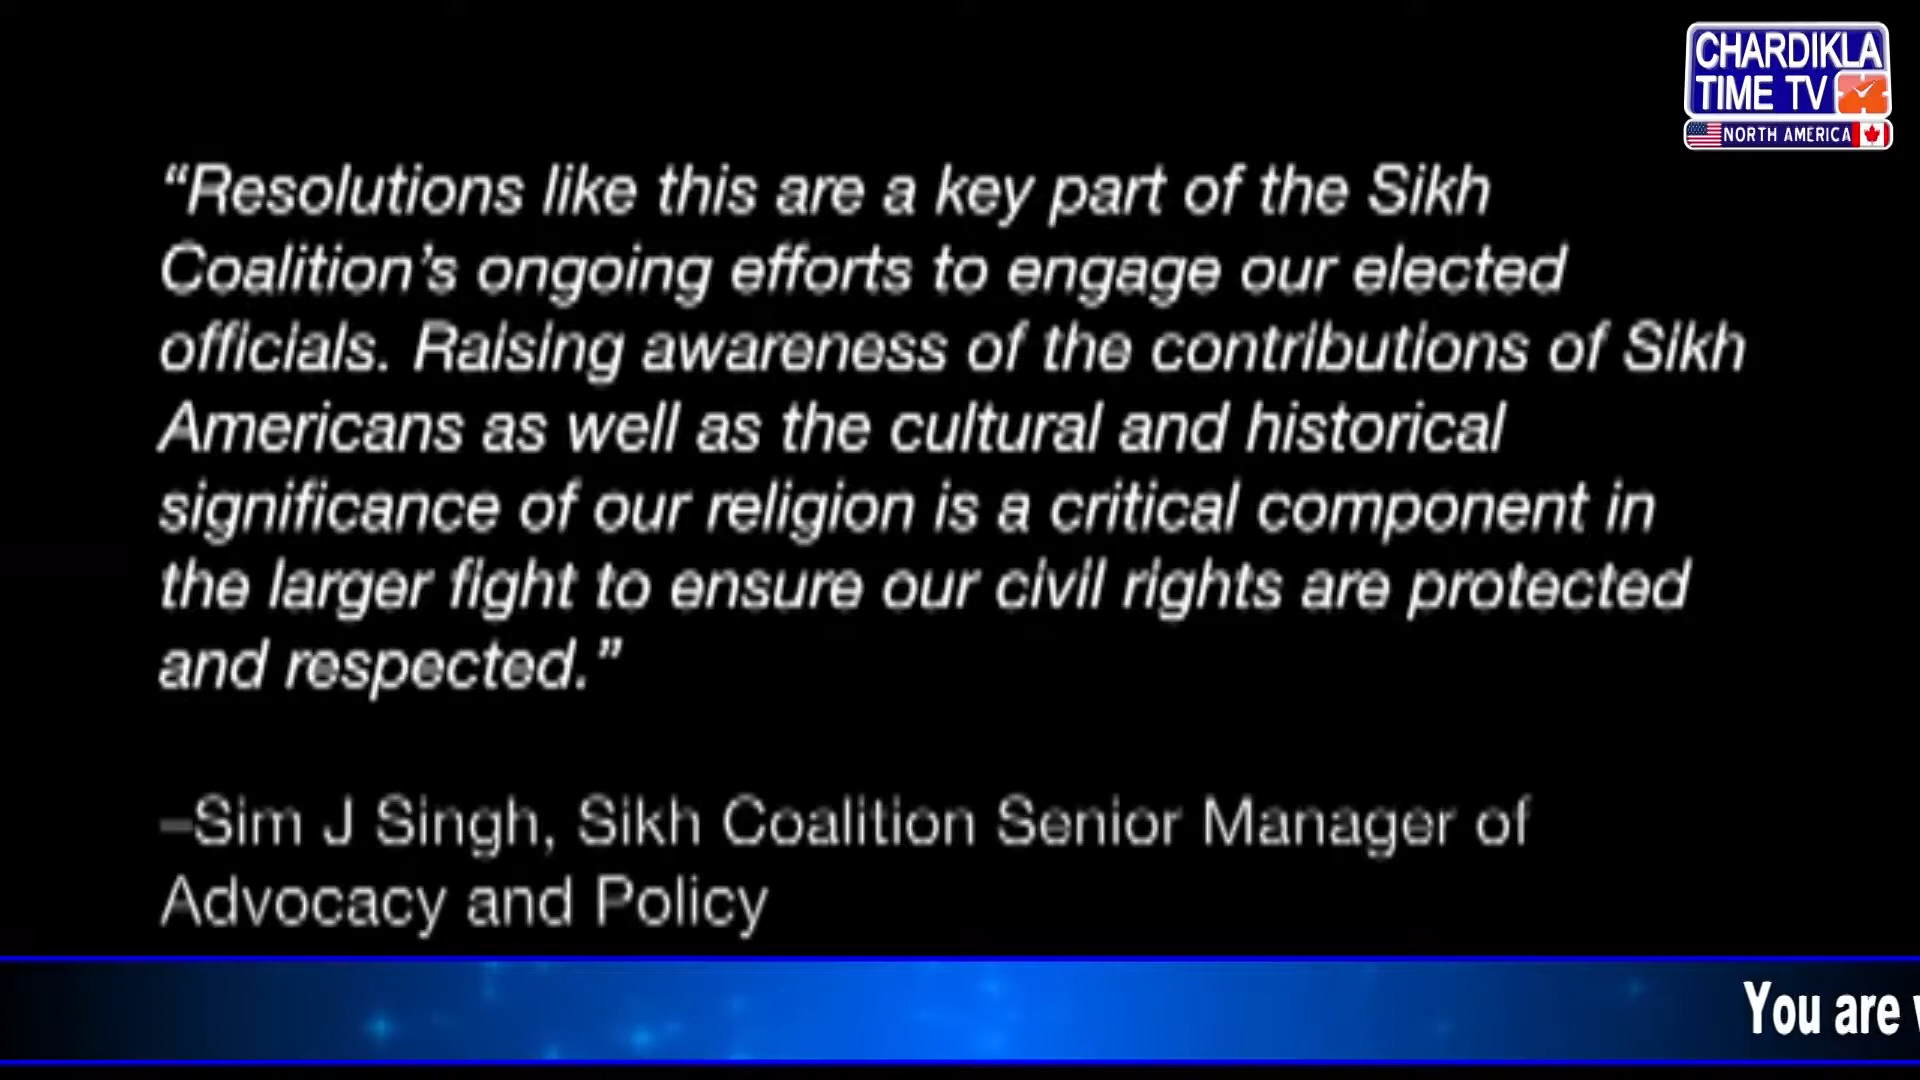 CHARDIKLA
TIME TV
NORTH AMERICA
“Resolutions like this are a key part of the Sikh
Coalition’s ongoing efforts to engage our elected
officials. Raising awareness of the contributions of Sikh
Americans as well as the cultural and historical
significance of our religion is a critical component in
the larger fight to ensure our civil rights are protected
and respected.”
–Sim J Singh, Sikh Coalition Senior Manager of
Advocacy and Policy
You are